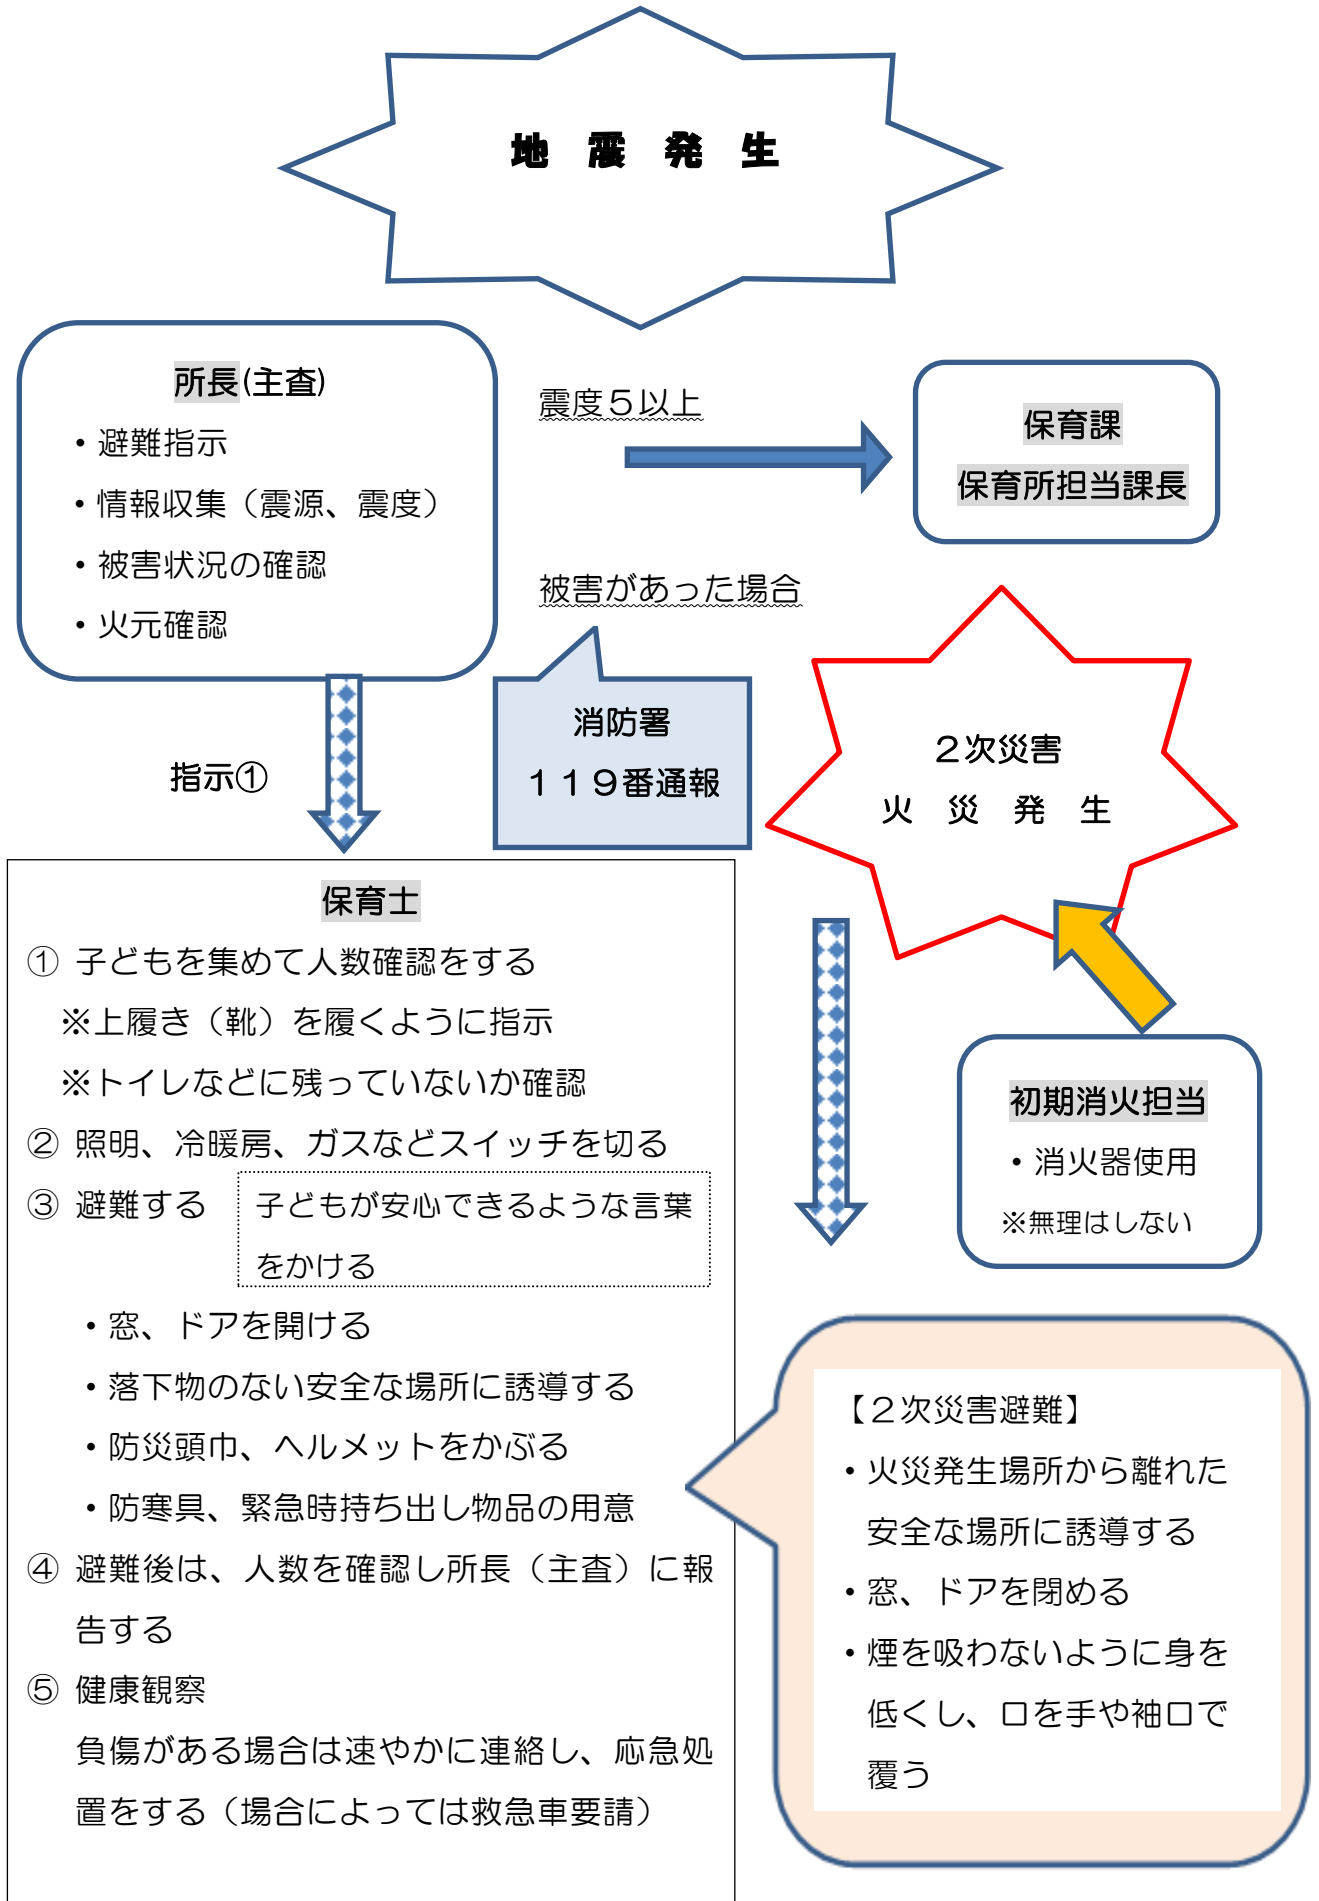 地　震　発　生
所長(主査)
・避難指示
・情報収集（震源、震度）
・被害状況の確認
・火元確認
震度５以上
保育課
保育所担当課長
被害があった場合
消防署
１１９番通報
２次災害
火　災　発　生
指示①
保育士
① 子どもを集めて人数確認をする
※上履き（靴）を履くように指示
※トイレなどに残っていないか確認
② 照明、冷暖房、ガスなどスイッチを切る
③ 避難する
子どもが安心できるような言葉
をかける
・窓、ドアを開ける
・落下物のない安全な場所に誘導する
・防災頭巾、ヘルメットをかぶる
・防寒具、緊急時持ち出し物品の用意
④ 避難後は、人数を確認し所長（主査）に報
告する
⑤ 健康観察
負傷がある場合は速やかに連絡し、応急処
置をする（場合によっては救急車要請）
初期消火担当
・消火器使用
※無理はしない
【２次災害避難】
・火災発生場所から離れた
安全な場所に誘導する
・窓、ドアを閉める
・煙を吸わないように身を
低くし、口を手や袖口で
覆う